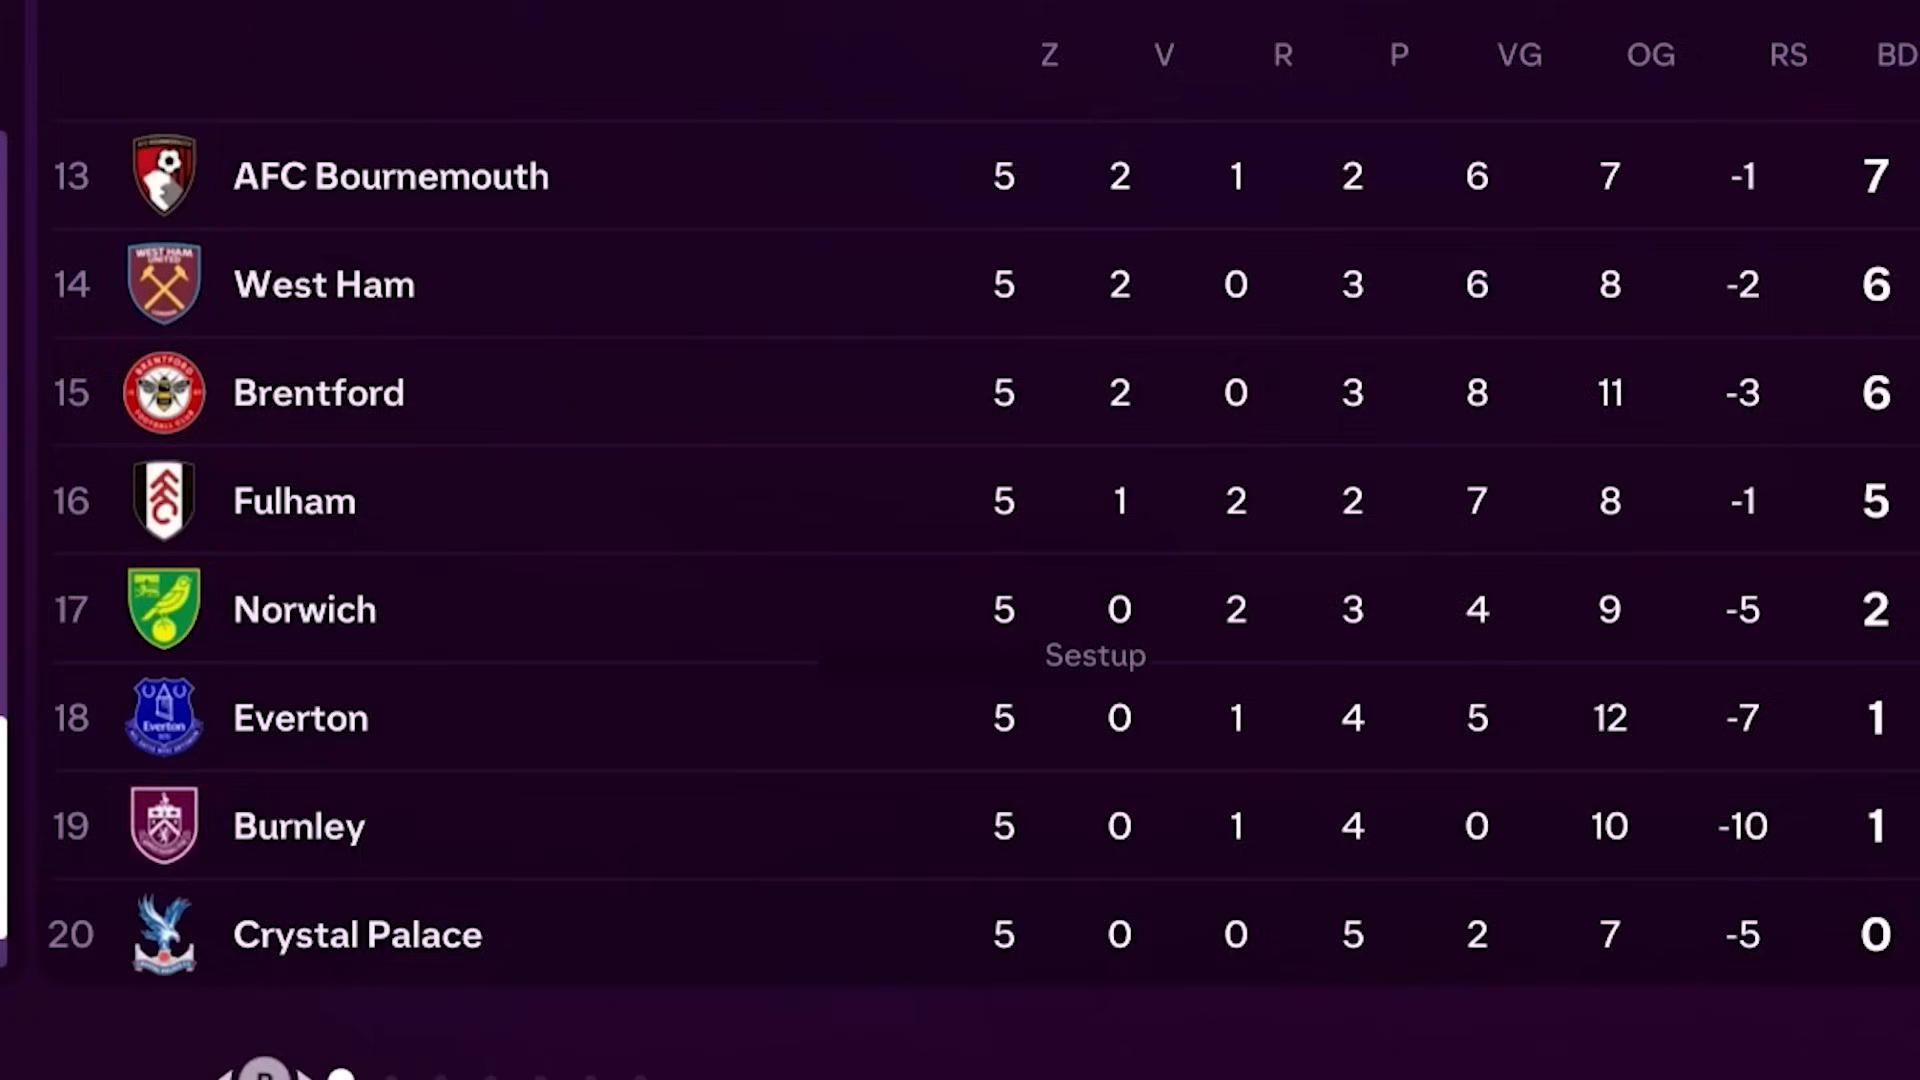 Z V R P VG OG RS BD
13 AFC Bournemouth 5 2 1 2 6 7 -1 7
14 West Ham 5 2 0 3 6 8 -2 6
15 Brentford 5 2 0 3 8 11 -3 6
16 Fulham 5 1 2 2 7 8 -1 5
17 Norwich 5 0 2 3 4 9 -5 2
Sestup
18 Everton 5 0 1 4 5 12 -7 1
19 Burnley 5 0 1 4 0 10 -10 1
20 Crystal Palace 5 0 0 5 2 7 -5 0